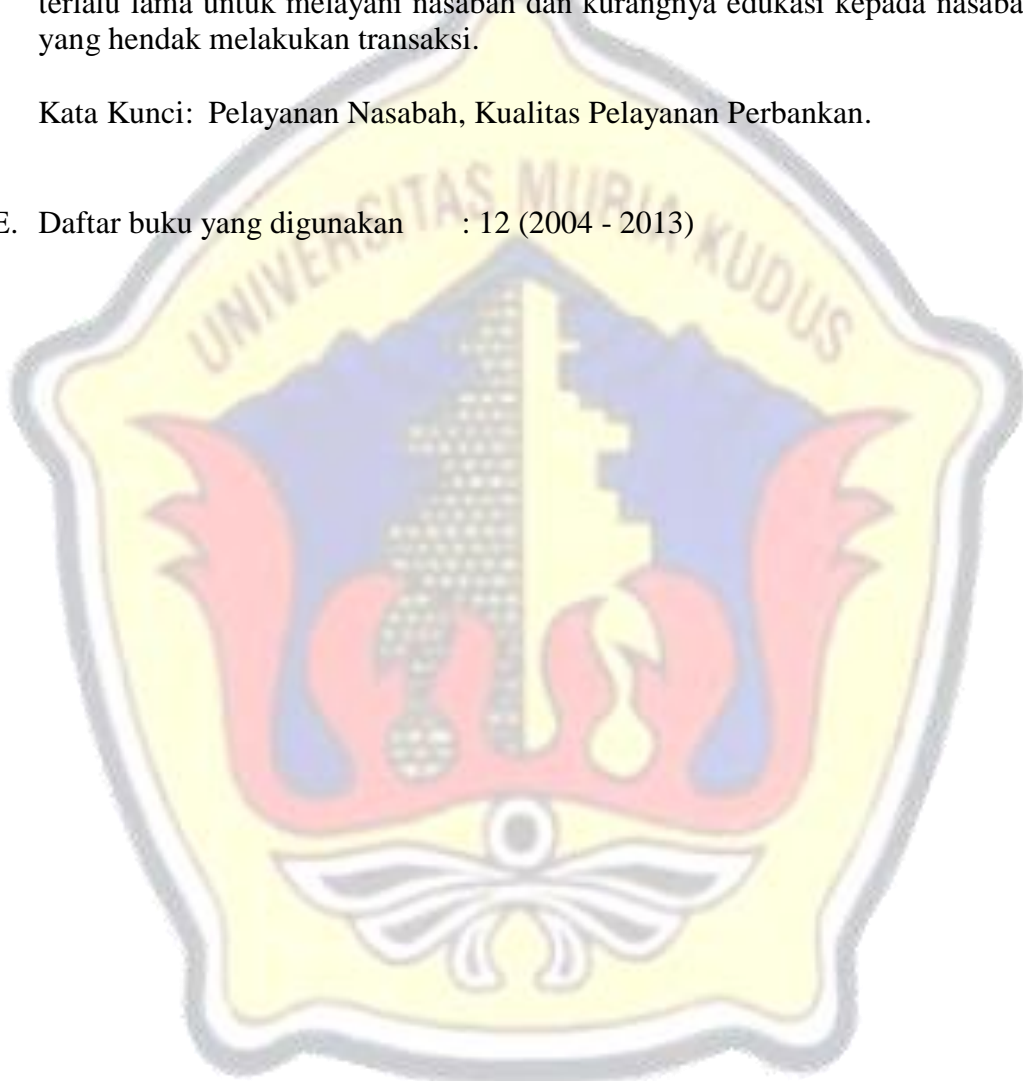 terlalu lama untuk melayani nasabah dan kurangnya edukasi kepada
yang hendak melakukan transaksi.
Kata Kunci: Pelayanan Nasabah, Kualitas Pelayanan Perbankan.
E. Daftar buku yang digunakan : 12 (2004 - 2013)
UNIVERSITAS MURIA KUDUS